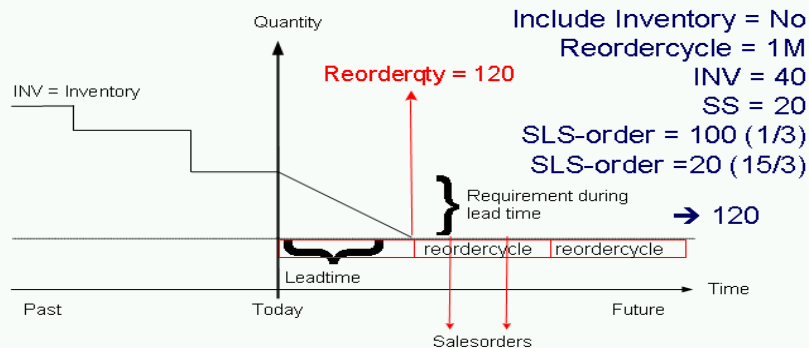 Quantity
Include Inventory = No
Reordercycle = 1M
INV = 40
SS = 20
SLS-order = 100 (1/3)
SLS-order =20 (15/3)
➔ 120
Reorderqty = 120
INV = Inventory
Requirement during
lead time
reordercycle
reordercycle
Leadtime
Time
Past
Today
Future
Salesorders